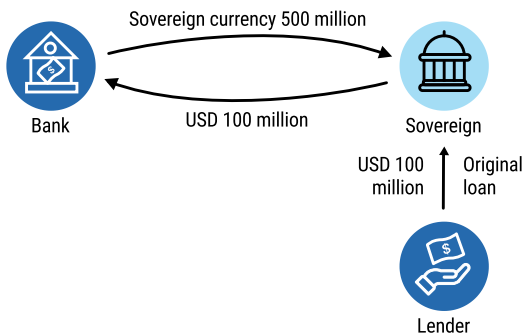 Sovereign currency 500 million
Bank
USD 100 million
Sovereign
USD 100
million
Original
loan
$
$
Lender